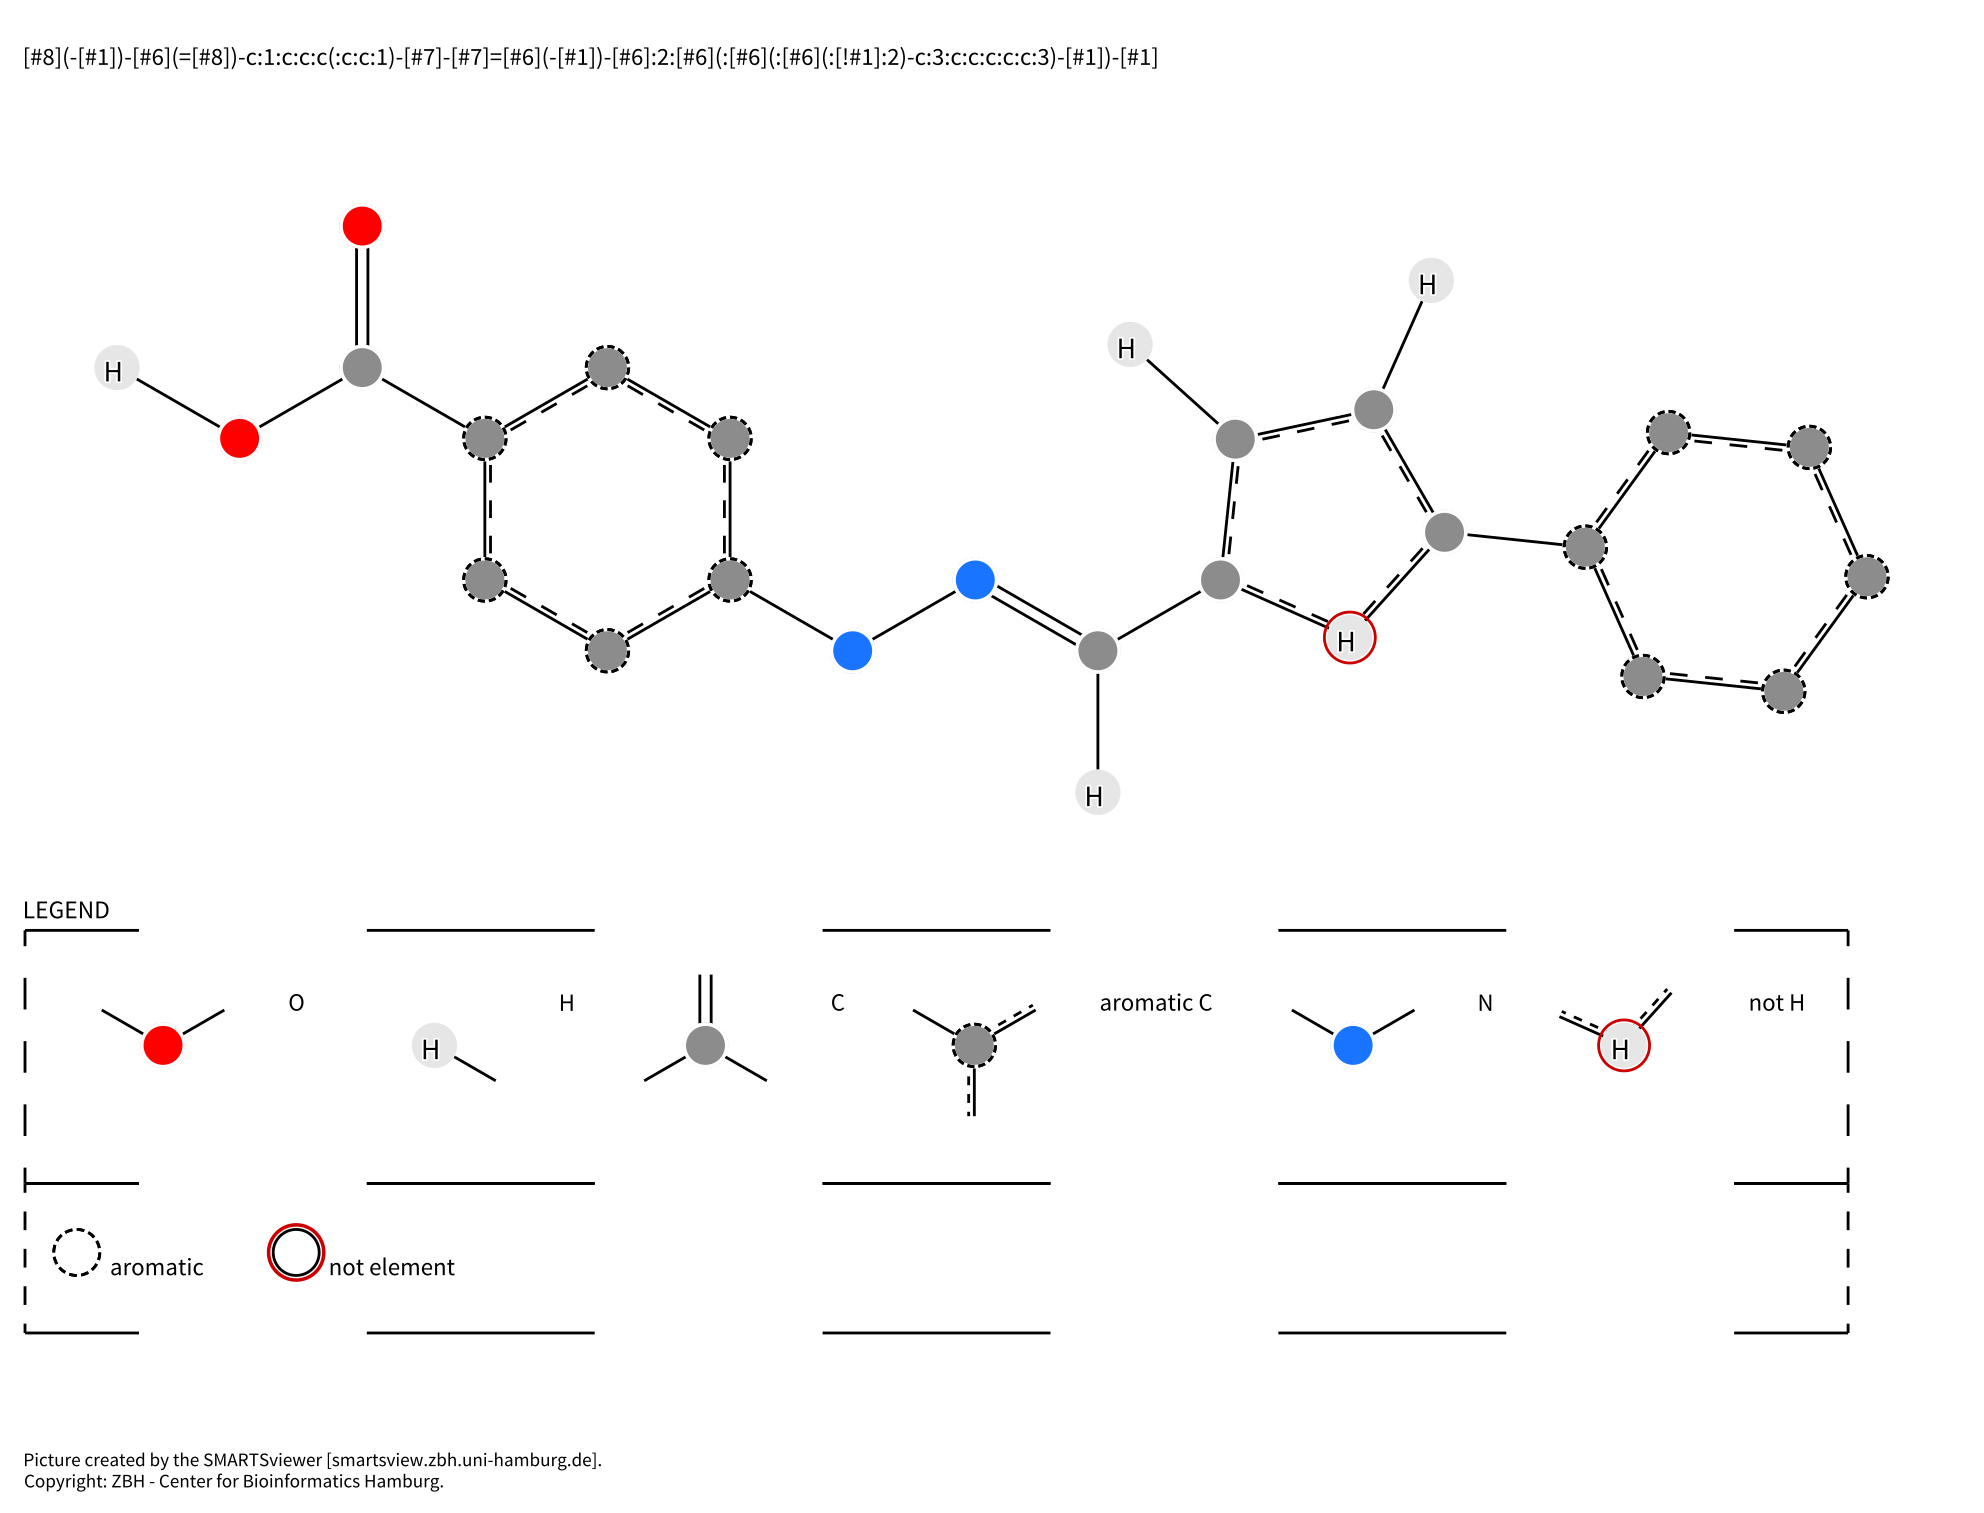 [#8](-[#1])-[#6](=[#8])-c:1:c:c:c(:c:c:1)-[#7]-[#7]=[#6](-[#1])-[#6]:2:[#6](:[#6](:[#6](:[!#1]:2)-c:3:c:c:c:c:c:3)-[#1])-[#1]
H
H
H
H
H
LEGEND
O H C aromatic C N not H
H H
aromatic not element
Picture created by the SMARTSviewer [smartsview.zbh.uni-hamburg.de].
Copyright: ZBH - Center for Bioinformatics Hamburg.